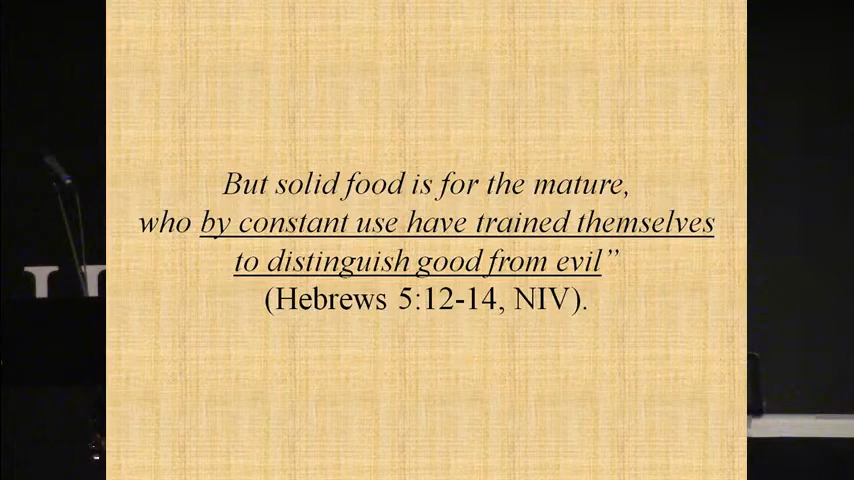 But solid food is for the mature,
who by constant use have trained themselves
to distinguish good from evil”
(Hebrews 5:12-14, NIV).